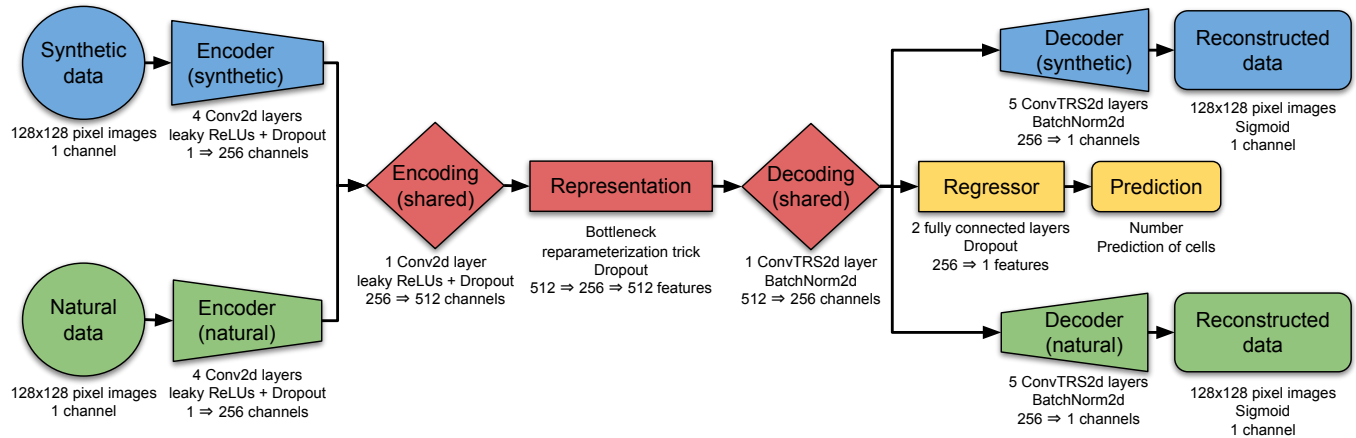 Synthetic
data
128x128 pixel images
1 channel
Encoder
(synthetic)
4 Conv2d layers
leaky ReLUs + Dropout
1 ⇒ 256 channels
Natural
data
128x128 pixel images
1 channel
Encoder
(natural)
4 Conv2d layers
leaky ReLUs + Dropout
1 ⇒ 256 channels
Encoding
(shared)
1 Conv2d layer
leaky ReLUs + Dropout
256 ⇒ 512 channels
Representation
Bottleneck
reparameterization trick
Dropout
512 ⇒ 256 ⇒ 512 features
Decoding
(shared)
1 ConvTRS2d layer
BatchNorm2d
512 ⇒ 256 channels
Decoder
(synthetic)
5 ConvTRS2d layers
BatchNorm2d
256 ⇒ 1 channels
Reconstructed
data
128x128 pixel images
Sigmoid
1 channel
Regressor
2 fully connected layers
Dropout
256 ⇒ 1 features
Prediction
Number
Prediction of cells
Decoder
(natural)
5 ConvTRS2d layers
BatchNorm2d
256 ⇒ 1 channels
Reconstructed
data
128x128 pixel images
Sigmoid
1 channel